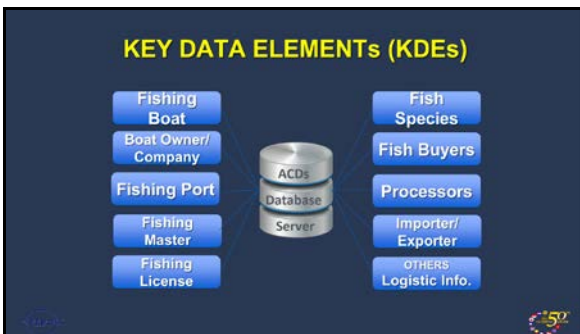 KEY DATA ELEMENTs (KDEs)
Fishing
Boat
Boat Owner/
Company
Fishing Port
Fishing
Master
Fishing
License
ACDs
Database
Server
Fish
Species
Fish Buyers
Processors
Importer/
Exporter
OTHERS
Logistic Info.
50